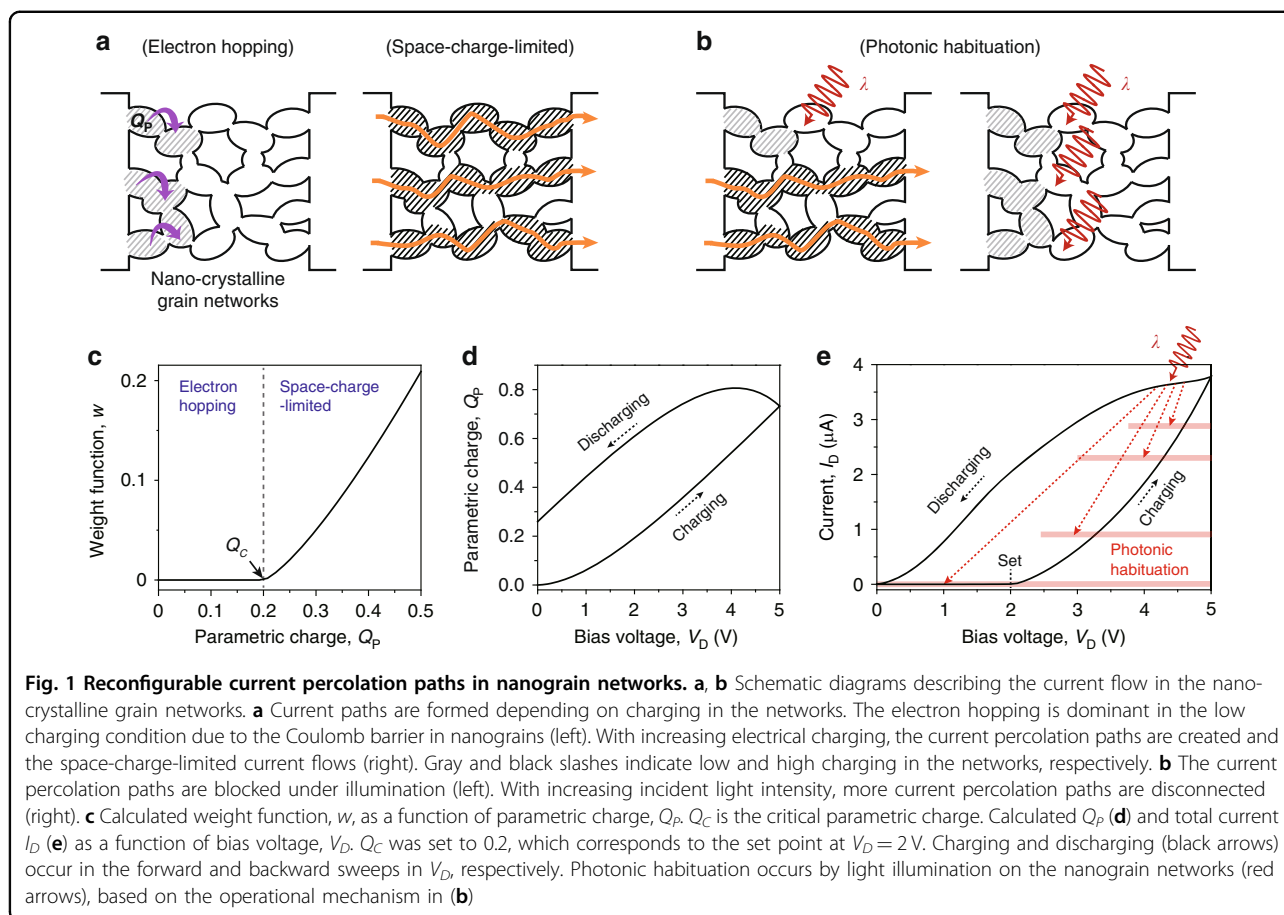 a
(Electron hopping)
(Space-charge-limited)
Q_P
Nano-crystalline
grain networks
b
(Photonic habituation)
λ
λ
c
Weight function, w
0.2
0.1
0
Electron
hopping
Space-charge
-limited
Q_C
0 0.1 0.2 0.3 0.4 0.5
Parametric charge, Q_P
d
Parametric charge, Q_P
0.8
0.6
0.4
0.2
0.0
Discharging
Charging
0 1 2 3 4 5
Bias voltage, V_D (V)
e
λ
Current, I_D (μA)
4
3
2
1
0
Discharging
Charging
Set
Photonic
habituation
0 1 2 3 4 5
Bias voltage, V_D (V)
Fig. 1 Reconfigurable current percolation paths in nanograin networks. a, b Schematic diagrams describing the current flow in the nano-
crystalline grain networks. a Current paths are formed depending on charging in the networks. The electron hopping is dominant in the low
charging condition due to the Coulomb barrier in nanograins (left). With increasing electrical charging, the current percolation paths are created and
the space-charge-limited current flows (right). Gray and black slashes indicate low and high charging in the networks, respectively. b The current
percolation paths are blocked under illumination (left). With increasing incident light intensity, more current percolation paths are disconnected
(right). c Calculated weight function, w, as a function of parametric charge, Q_P. Q_C is the critical parametric charge. Calculated Q_P (d) and total current
I_D (e) as a function of bias voltage, V_D. Q_C was set to 0.2, which corresponds to the set point at V_D = 2 V. Charging and discharging (black arrows)
occur in the forward and backward sweeps in V_D, respectively. Photonic habituation occurs by light illumination on the nanograin networks (red
arrows), based on the operational mechanism in (b)